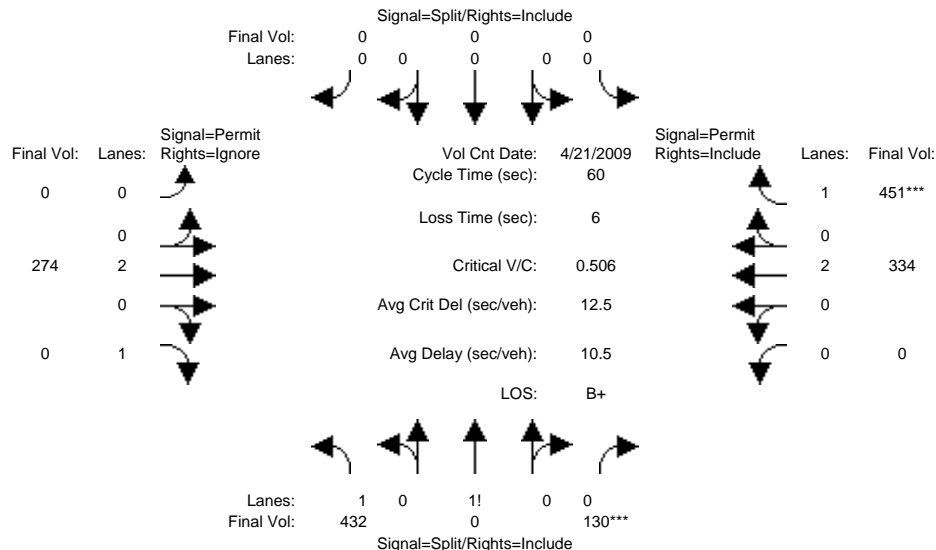 Signal=Split/Rights=Include
Final Vol: 0 0 0
Lanes: 0 0 0 0 0
Signal=Permit Signal=Permit
Final Vol: Lanes: Rights=Ignore Vol Cnt Date: 4/21/2009 Rights=Include Lanes: Final Vol:
Cycle Time (sec): 60
0 0 1 451***
Loss Time (sec): 6
0 0
274 2 Critical V/C: 0.506 2 334
0 Avg Crit Del (sec/veh): 12.5 0
0 1 Avg Delay (sec/veh): 10.5 0 0
LOS: B+
Lanes: 1 0 1! 0 0
Final Vol: 432 0 130***
Signal=Split/Rights=Include